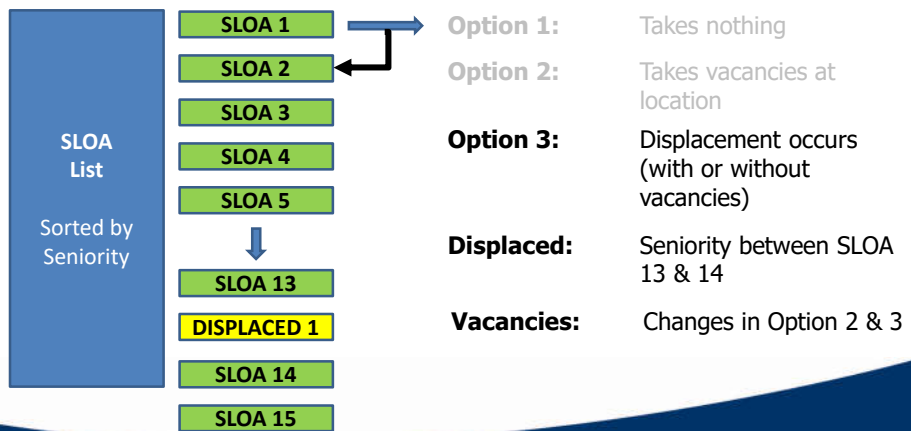 SLOA
List
Sorted by
Seniority
SLOA 1
SLOA 2
SLOA 3
SLOA 4
SLOA 5
SLOA 13
DISPLACED 1
SLOA 14
SLOA 15
Option 1: Takes nothing
Option 2: Takes vacancies at
location
Option 3: Displacement occurs
(with or without
vacancies)
Displaced: Seniority between SLOA
13 & 14
Vacancies: Changes in Option 2 & 3